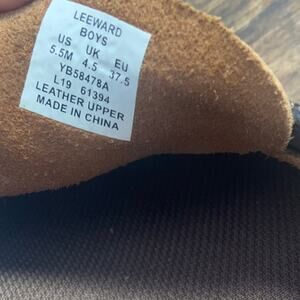 LEEWARD
BOYS
US UK EU
5.5M 4.5 37.5
YB58478A
L19 61394
LEATHER UPPER
MADE IN CHINA